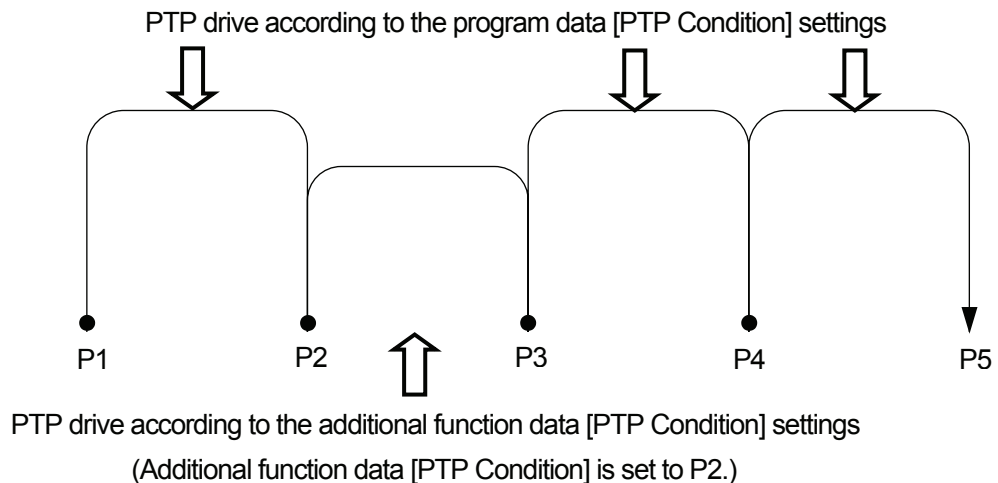 PTP drive according to the program data [PTP Condition] settings
P1
P2
P3
P4
P5
PTP drive according to the additional function data [PTP Condition] settings
(Additional function data [PTP Condition] is set to P2.)